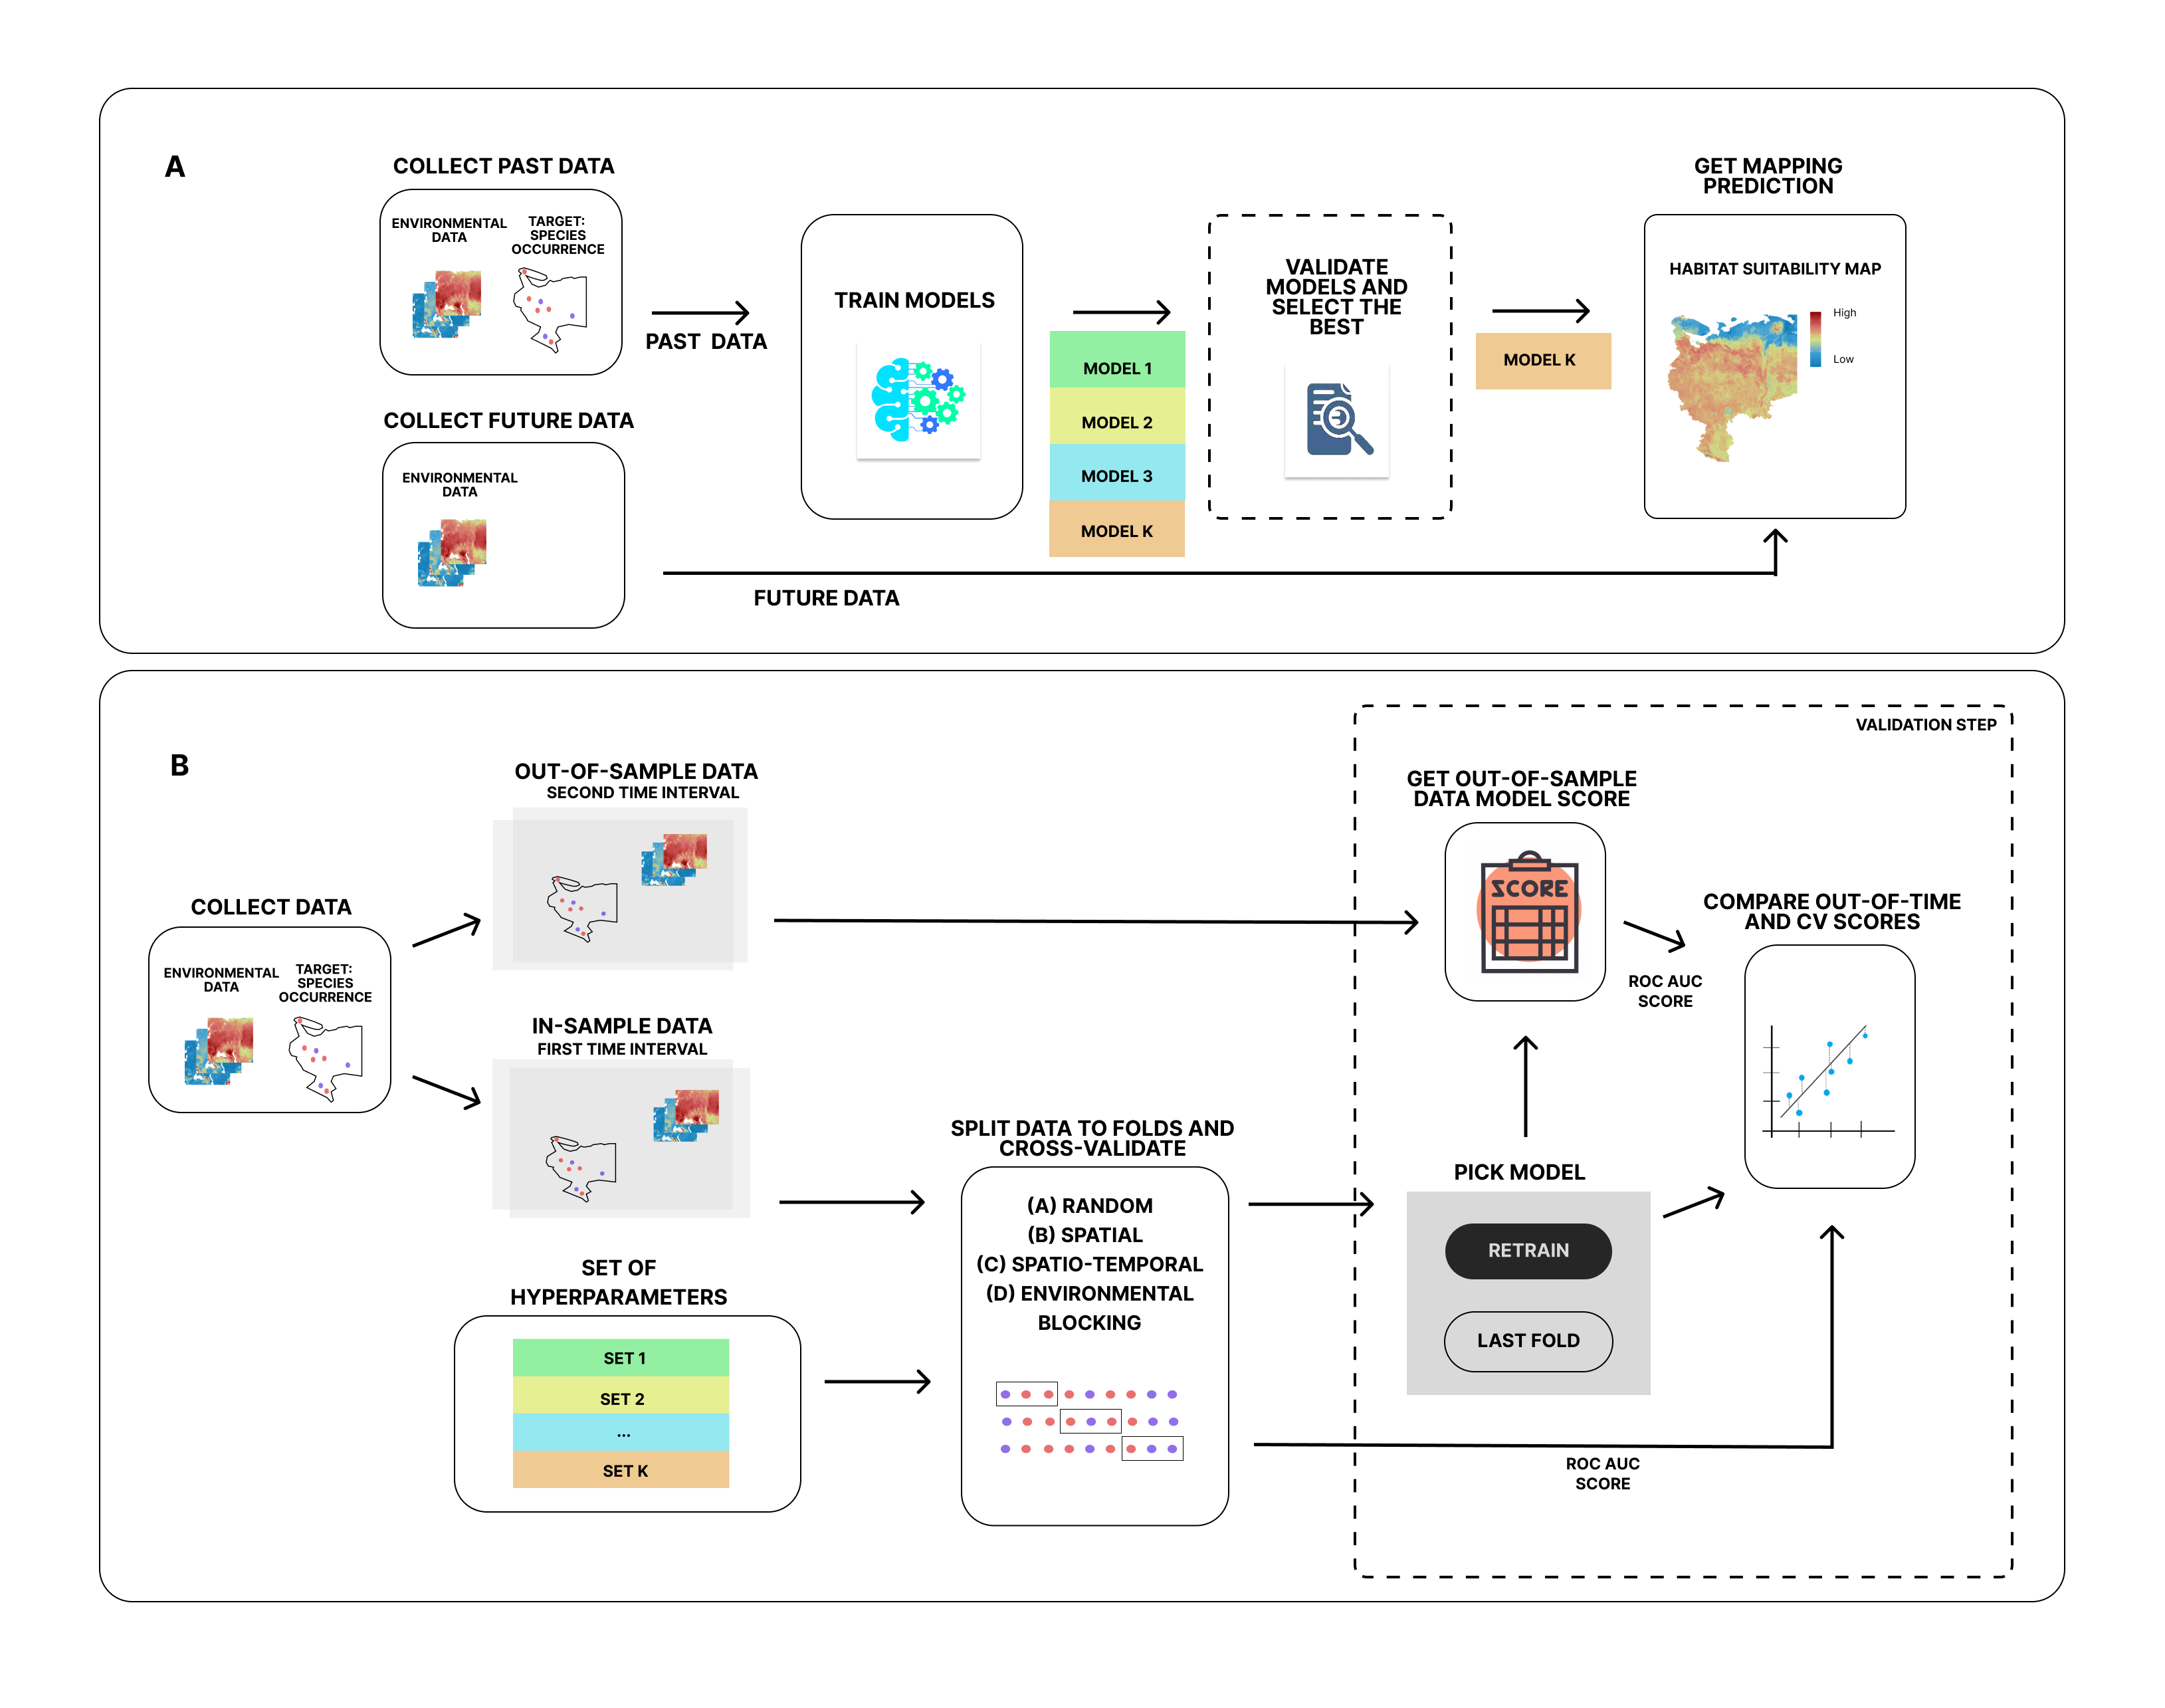 A
COLLECT PAST DATA
ENVIRONMENTAL
DATA
TARGET:
SPECIES
OCCURRENCE
PAST DATA
COLLECT FUTURE DATA
ENVIRONMENTAL
DATA
FUTURE DATA
TRAIN MODELS
MODEL 1
MODEL 2
MODEL 3
MODEL K
VALIDATE
MODELS AND
SELECT THE
BEST
MODEL K
GET MAPPING
PREDICTION
HABITAT SUITABILITY MAP
High
Low
B
COLLECT DATA
ENVIRONMENTAL
DATA
TARGET:
SPECIES
OCCURRENCE
OUT-OF-SAMPLE DATA
SECOND TIME INTERVAL
IN-SAMPLE DATA
FIRST TIME INTERVAL
SET OF
HYPERPARAMETERS
SET 1
SET 2
...
SET K
SPLIT DATA TO FOLDS AND
CROSS-VALIDATE
(A) RANDOM
(B) SPATIAL
(C) SPATIO-TEMPORAL
(D) ENVIRONMENTAL
BLOCKING
VALIDATION STEP
GET OUT-OF-SAMPLE
DATA MODEL SCORE
SCORE
ROC AUC
SCORE
PICK MODEL
RETRAIN
LAST FOLD
COMPARE OUT-OF-TIME
AND CV SCORES
ROC AUC
SCORE